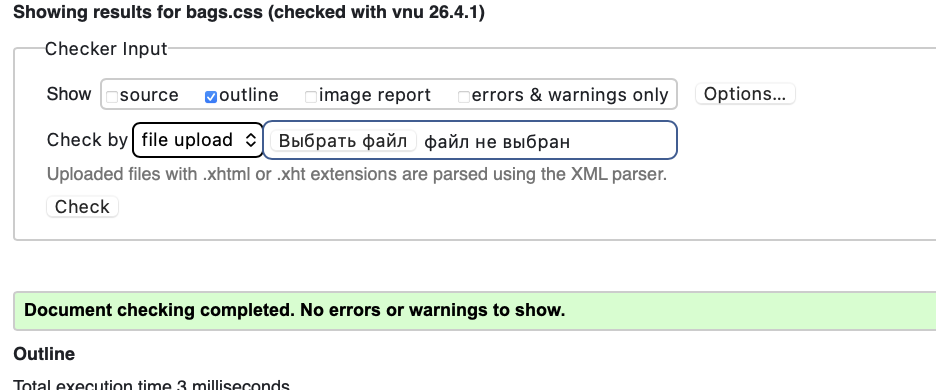 Showing results for bags.css (checked with vnu 26.4.1)
Checker Input
Show source outline image report errors & warnings only Options...
Check by file upload Выбрать файл файл не выбран
Uploaded files with .xhtml or .xht extensions are parsed using the XML parser.
Check
Document checking completed. No errors or warnings to show.
Outline
Total execution time 3 milliseconds.